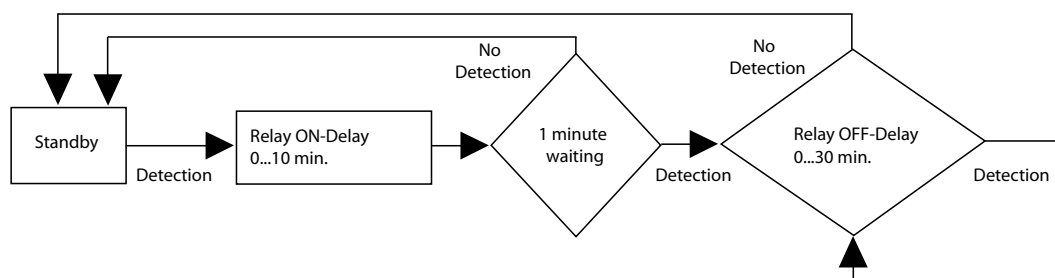 No
Detection
No
Detection
Standby
Relay ON-Delay
0...10 min.
1 minute
waiting
Relay OFF-Delay
0...30 min.
Detection
Detection
Detection